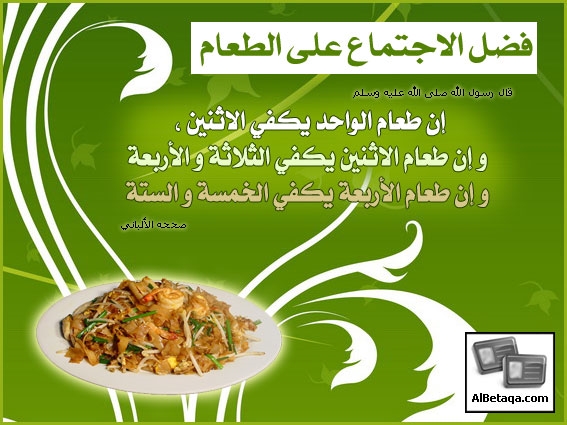 فضل الاجتماع على الطعام
قال رسول الله صلى الله عليه وسلم
إن طعام الواحد يكفي الاثنين ،
و إن طعام الاثنين يكفي الثلاثة و الأربعة
و إن طعام الأربعة يكفي الخمسة و الستة
صححه الألباني
AlBetaqa.com